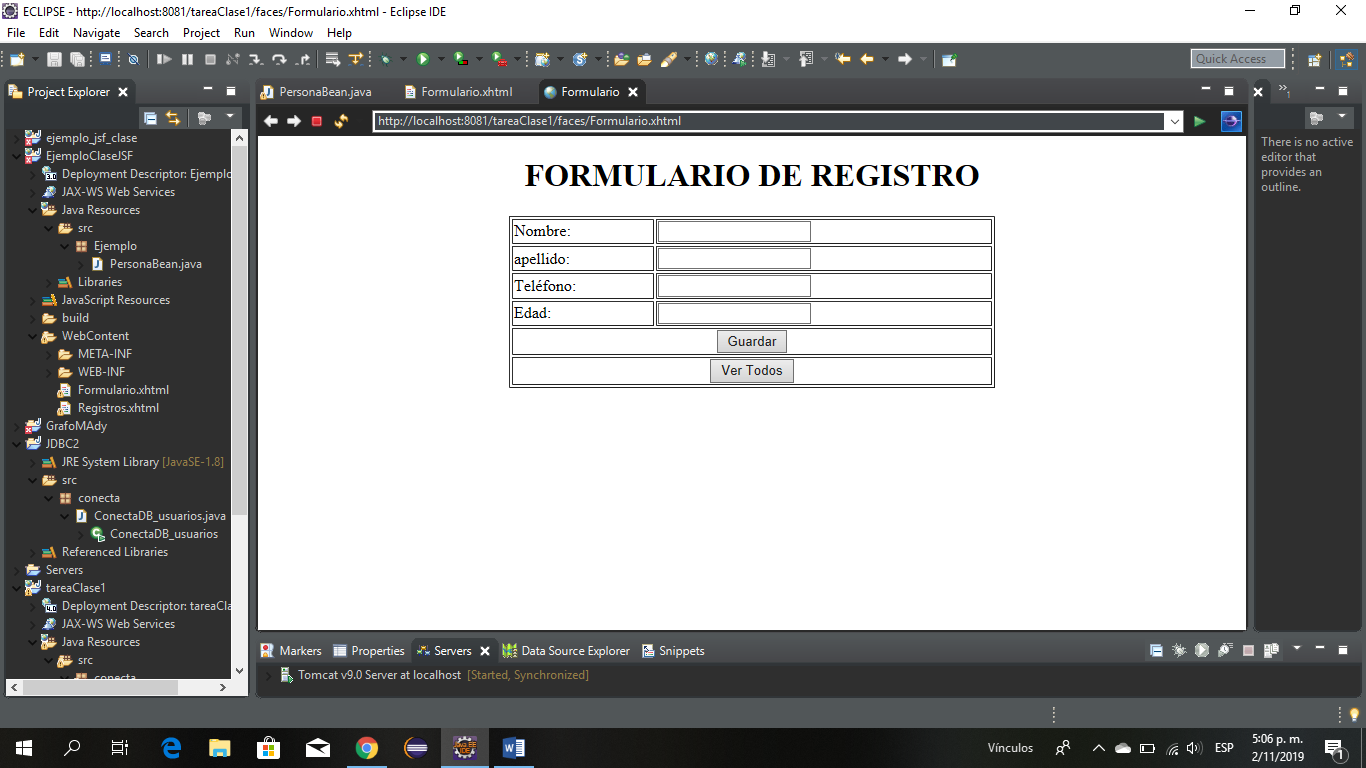 ECLIPSE - http://localhost:8081/tareaClase1/faces/Formulario.xhtml - Eclipse IDE
File Edit Navigate Search Project Run Window Help
Quick Access
Project Explorer
ejemplo_jsf_clase
EjemploClaseJSF
Deployment Descriptor: Ejemplo
JAX-WS Web Services
Java Resources
src
Ejemplo
PersonaBean.java
Libraries
JavaScript Resources
build
WebContent
META-INF
WEB-INF
Formulario.xhtml
Registros.xhtml
GrafoMAdy
JDBC2
JRE System Library [JavaSE-1.8]
src
conecta
ConectaDB_usuarios.java
ConectaDB_usuarios
Referenced Libraries
Servers
tareaClase1
Deployment Descriptor: tareaCla
JAX-WS Web Services
Java Resources
src
conecta
PersonaBean.java Formulario.xhtml Formulario
http://localhost:8081/tareaClase1/faces/Formulario.xhtml
FORMULARIO DE REGISTRO
Nombre:
apellido:
Teléfono:
Edad:
Guardar
Ver Todos
Markers Properties Servers Data Source Explorer Snippets
Tomcat v9.0 Server at localhost [Started, Synchronized]
There is no active
editor that
provides an
outline.
Vínculos
ESP
5:06 p. m.
2/11/2019
1